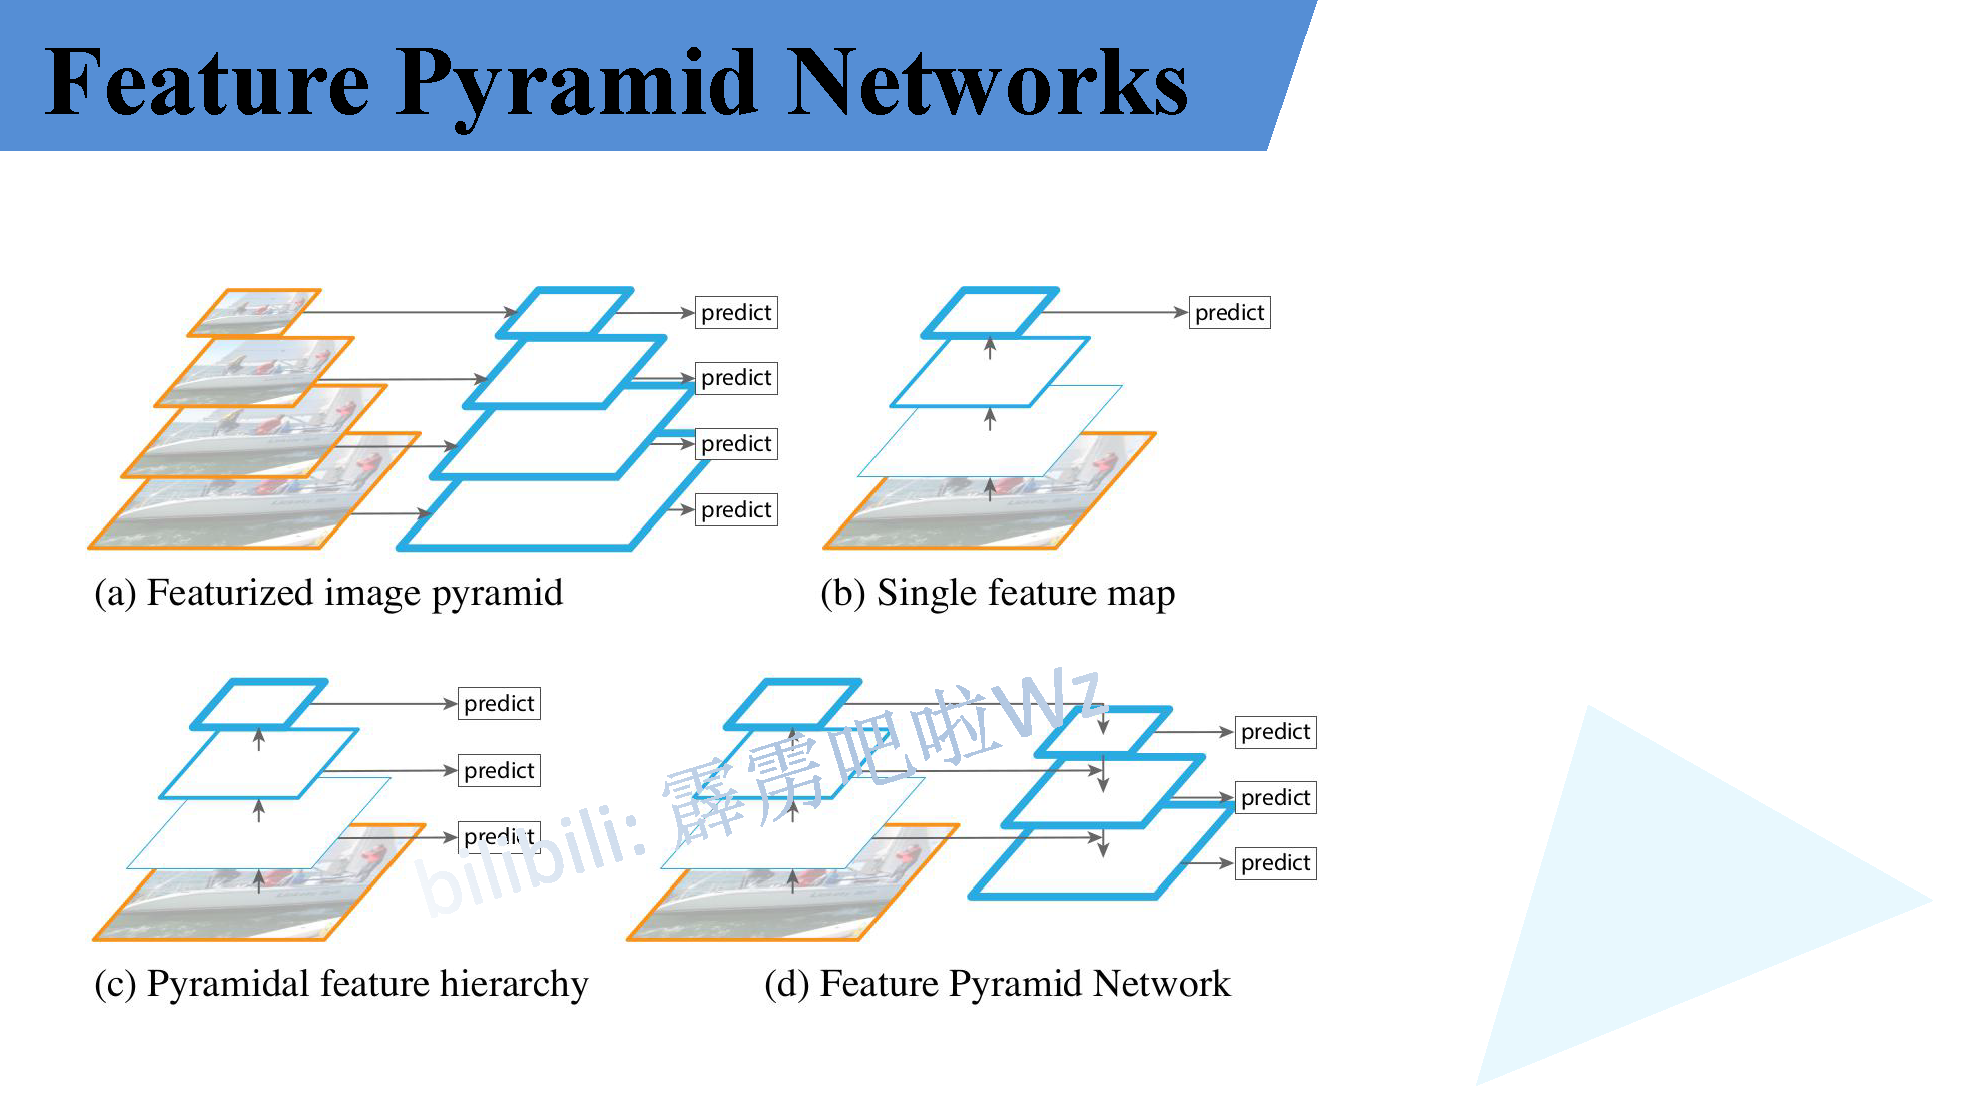 Feature Pyramid Networks
predict
predict
predict
predict
(a) Featurized image pyramid
predict
(b) Single feature map
predict
predict
predict
(c) Pyramidal feature hierarchy
predict
predict
predict
(d) Feature Pyramid Network
bilibili: 霹雳吧啦Wz